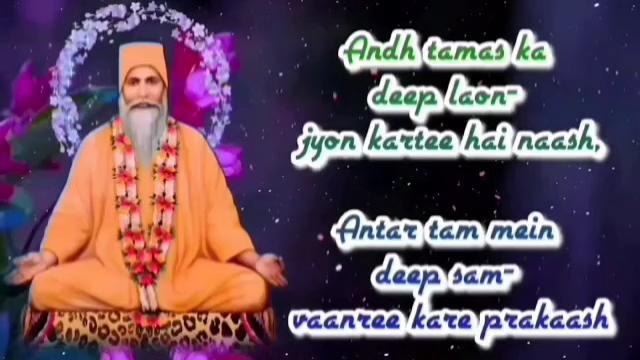 Andh tamas ka
deep laon-
jyon kartee hai naash,
Antar tam mein
deep sam-
vaanree kare prakaash